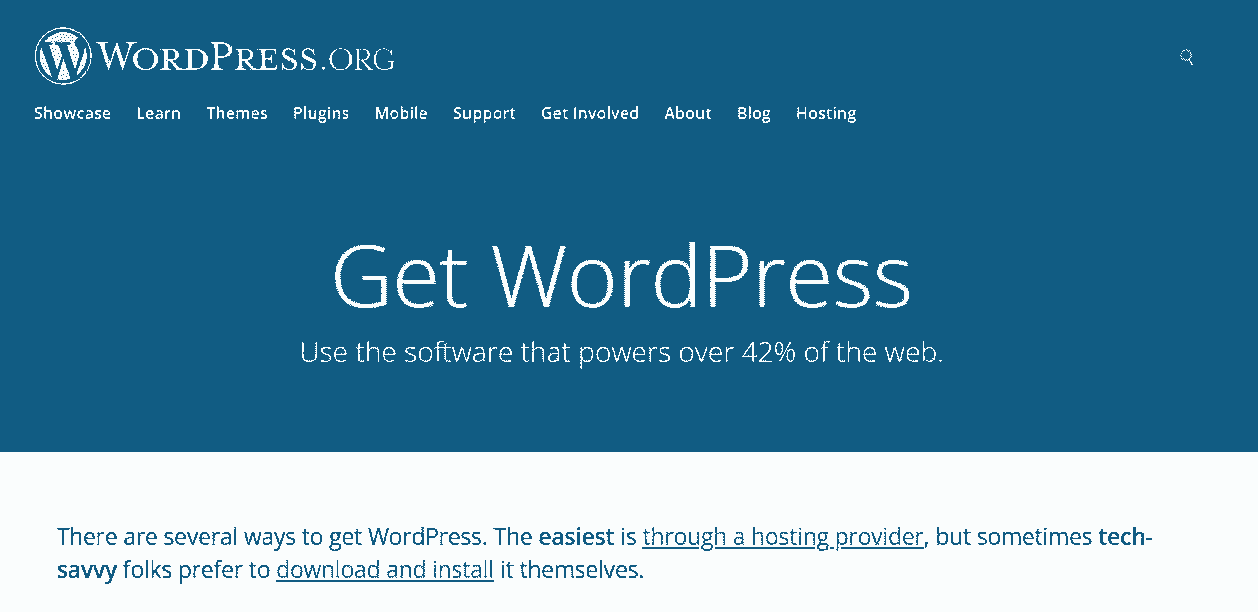 WORDPRESS.ORG
Showcase Learn Themes Plugins Mobile Support Get Involved About Blog Hosting
Get WordPress
Use the software that powers over 42% of the web.
There are several ways to get WordPress. The easiest is through a hosting provider, but sometimes tech-
savvy folks prefer to download and install it themselves.